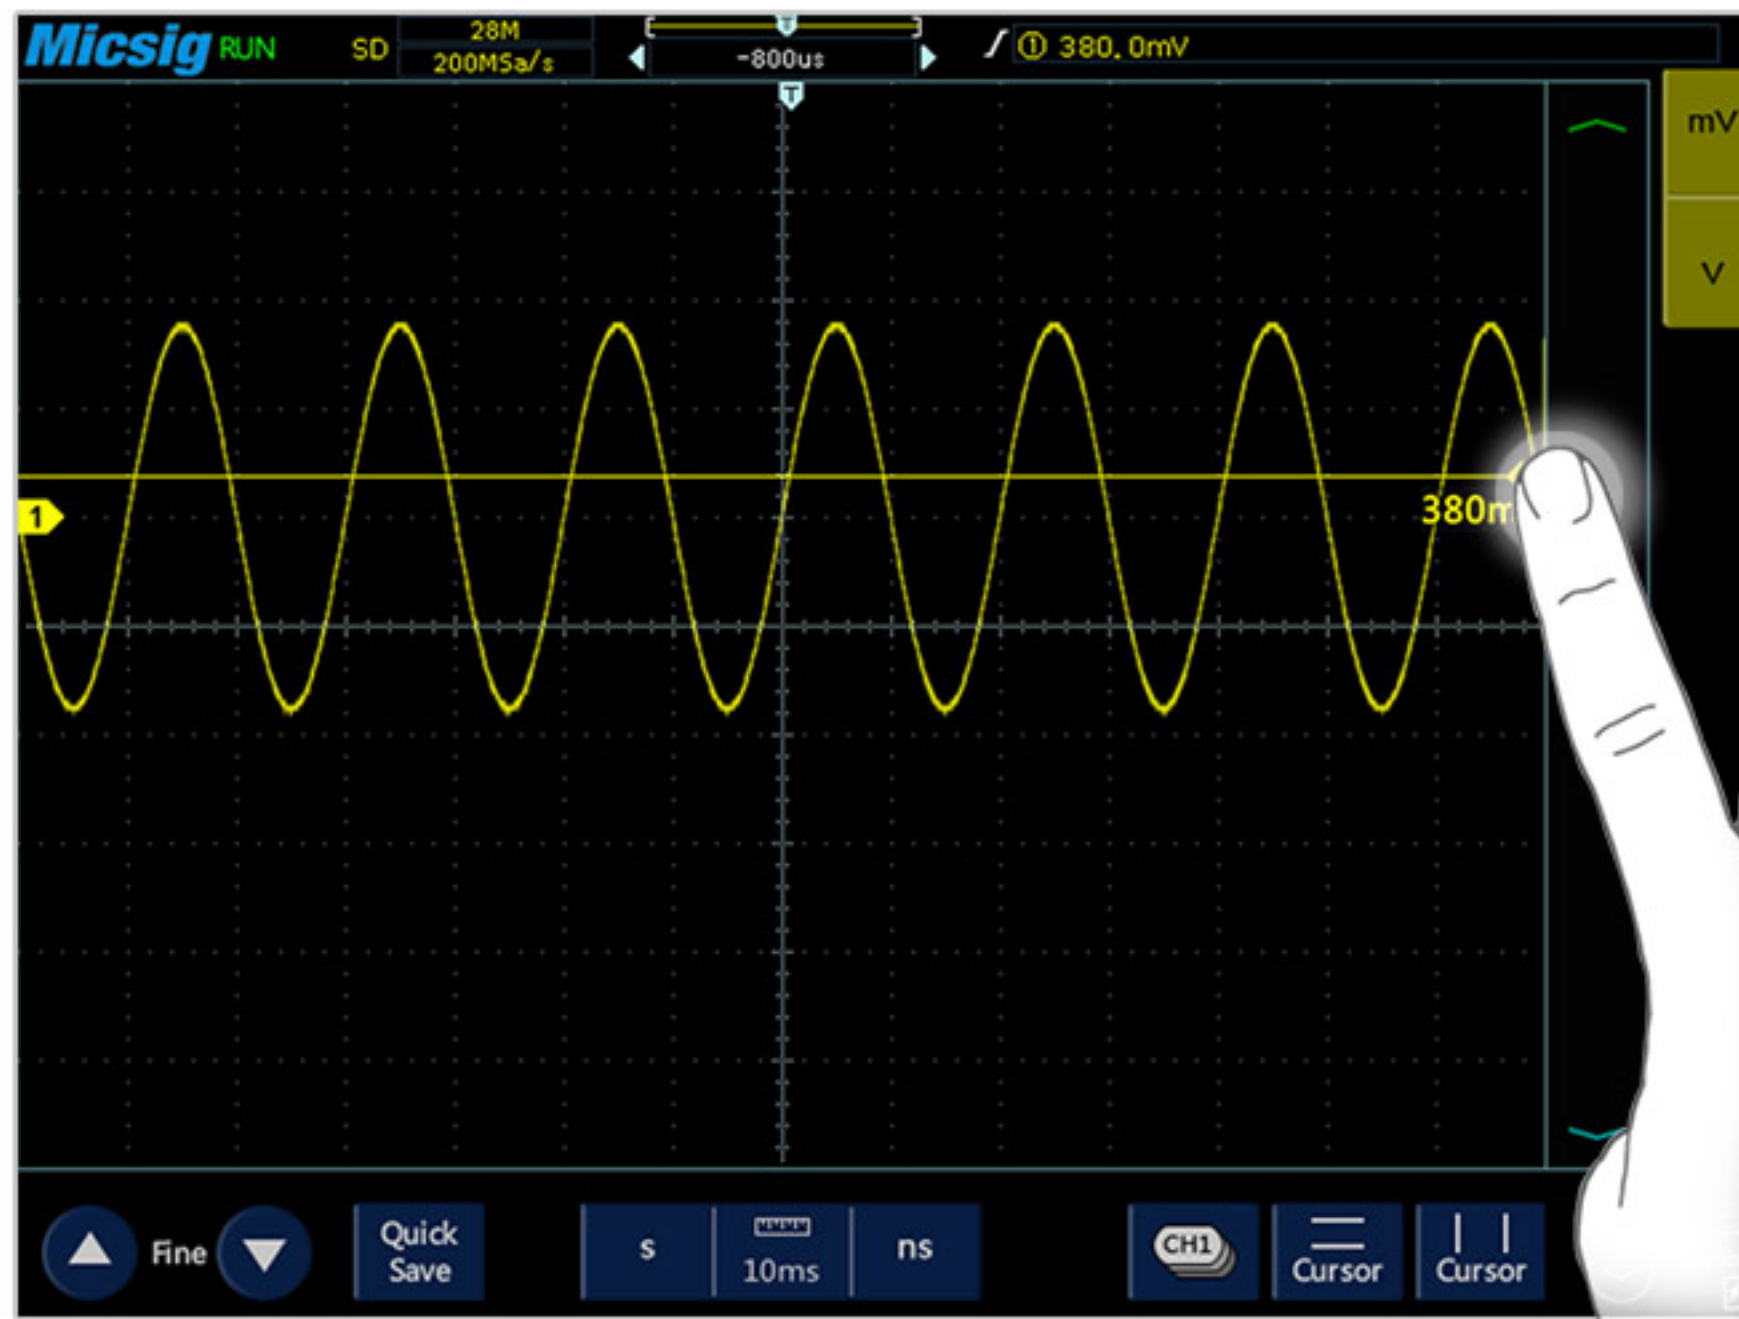 Micsig RUN SD 28M 200MSa/s T -800us ① 380.0mV
T
mV
V
1
380m
Fine
Quick
Save
s
10ms
ns
CH1
Cursor
Cursor